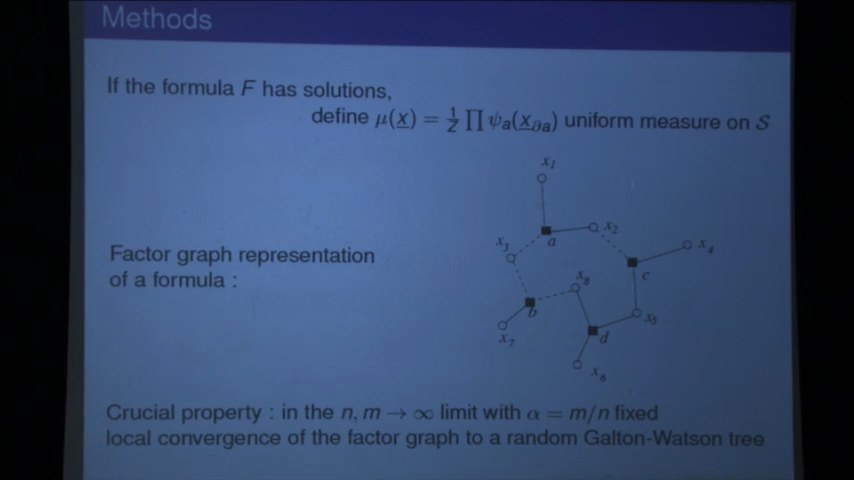 Methods
If the formula F has solutions,
define μ(x) = 1/Z ∏ ψa(x∂a) uniform measure on S
x1
x3 a x2
x4
Factor graph representation
of a formula :
x8 c
b x5
x7 d
x6
Crucial property : in the n, m → ∞ limit with α = m/n fixed
local convergence of the factor graph to a random Galton-Watson tree